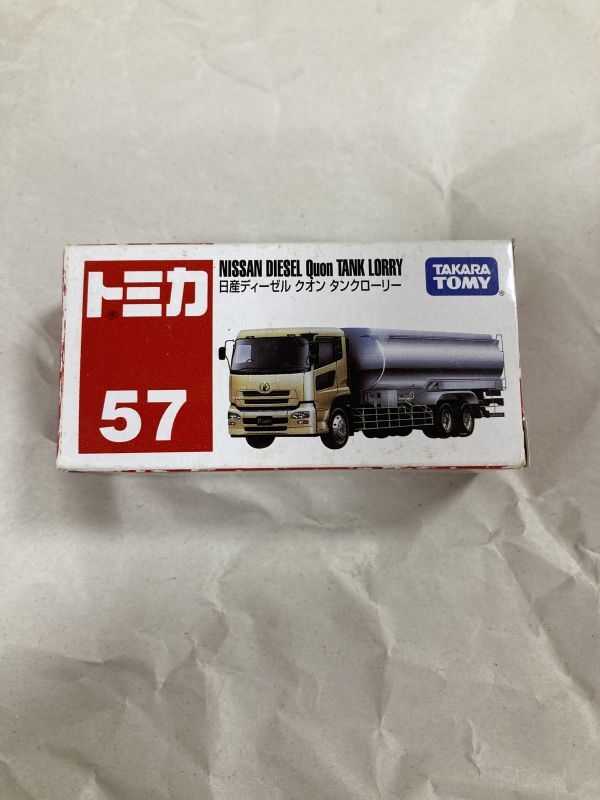 トミカ
®
57
NISSAN DIESEL Quon TANK LORRY
日産ディーゼル クオン タンクローリー
TAKARA
TOMY
®
Quon